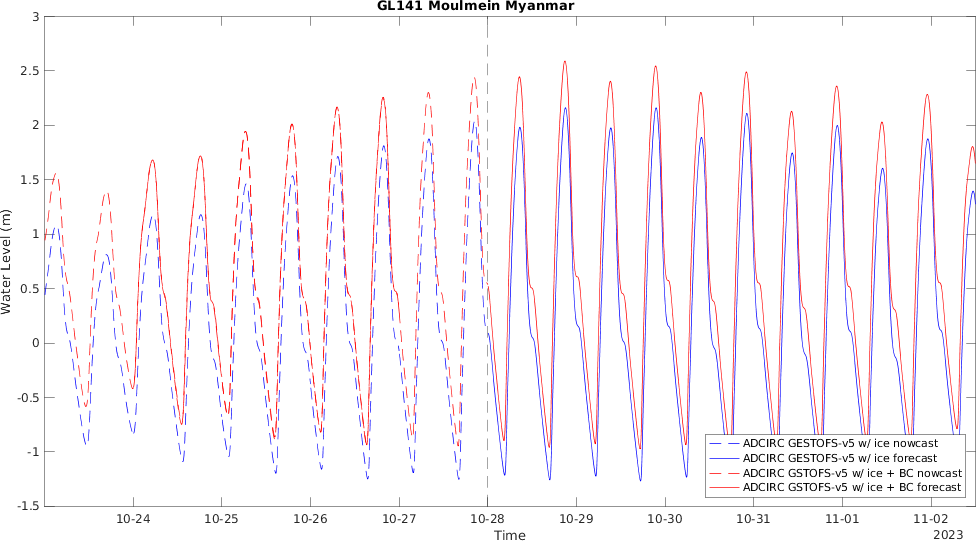 GL141 Moulmein Myanmar
3
2.5
2
1.5
1
0.5
0
-0.5
-1
-1.5
Water Level (m)
ADCIRC GESTOFS-v5 w/ ice nowcast
ADCIRC GESTOFS-v5 w/ ice forecast
ADCIRC GSTOFS-v5 w/ ice + BC nowcast
ADCIRC GSTOFS-v5 w/ ice + BC forecast
10-24 10-25 10-26 10-27 10-28 10-29 10-30 10-31 11-01 11-02
Time
2023